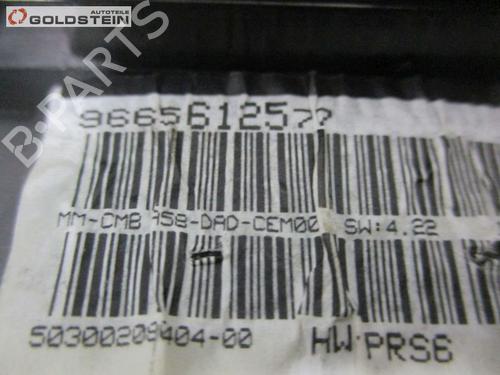 AUTOTEILE
GOLDSTEIN
B-PARTS
9665612577
MM-CMB A58-DAD-CEM00 SW:4.22
50300209404-00 HW PRS6